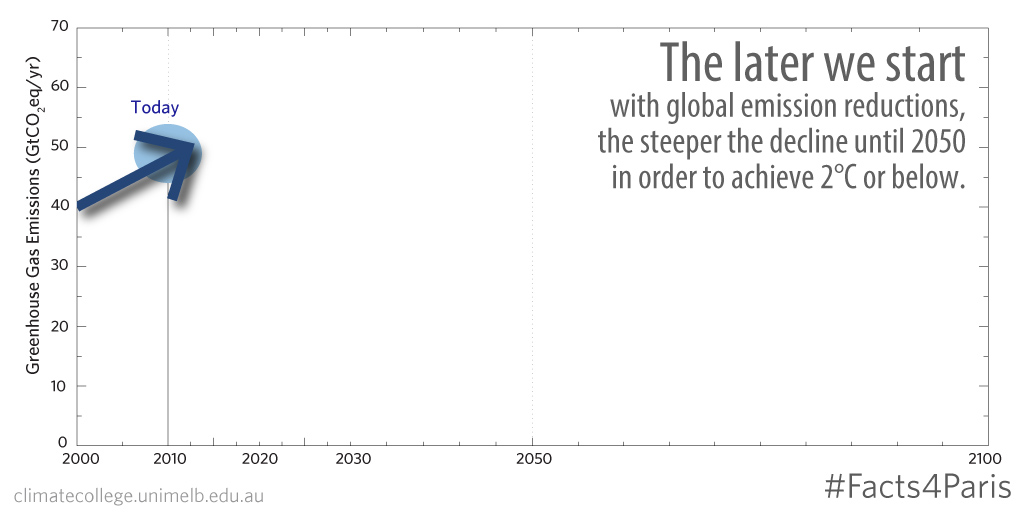 The later we start
with global emission reductions,
the steeper the decline until 2050
in order to achieve 2°C or below.
Today
Greenhouse Gas Emissions (GtCO₂eq/yr)
70
60
50
40
30
20
10
0
2000 2010 2020 2030 2050 2100
climatecollege.unimelb.edu.au
#Facts4Paris